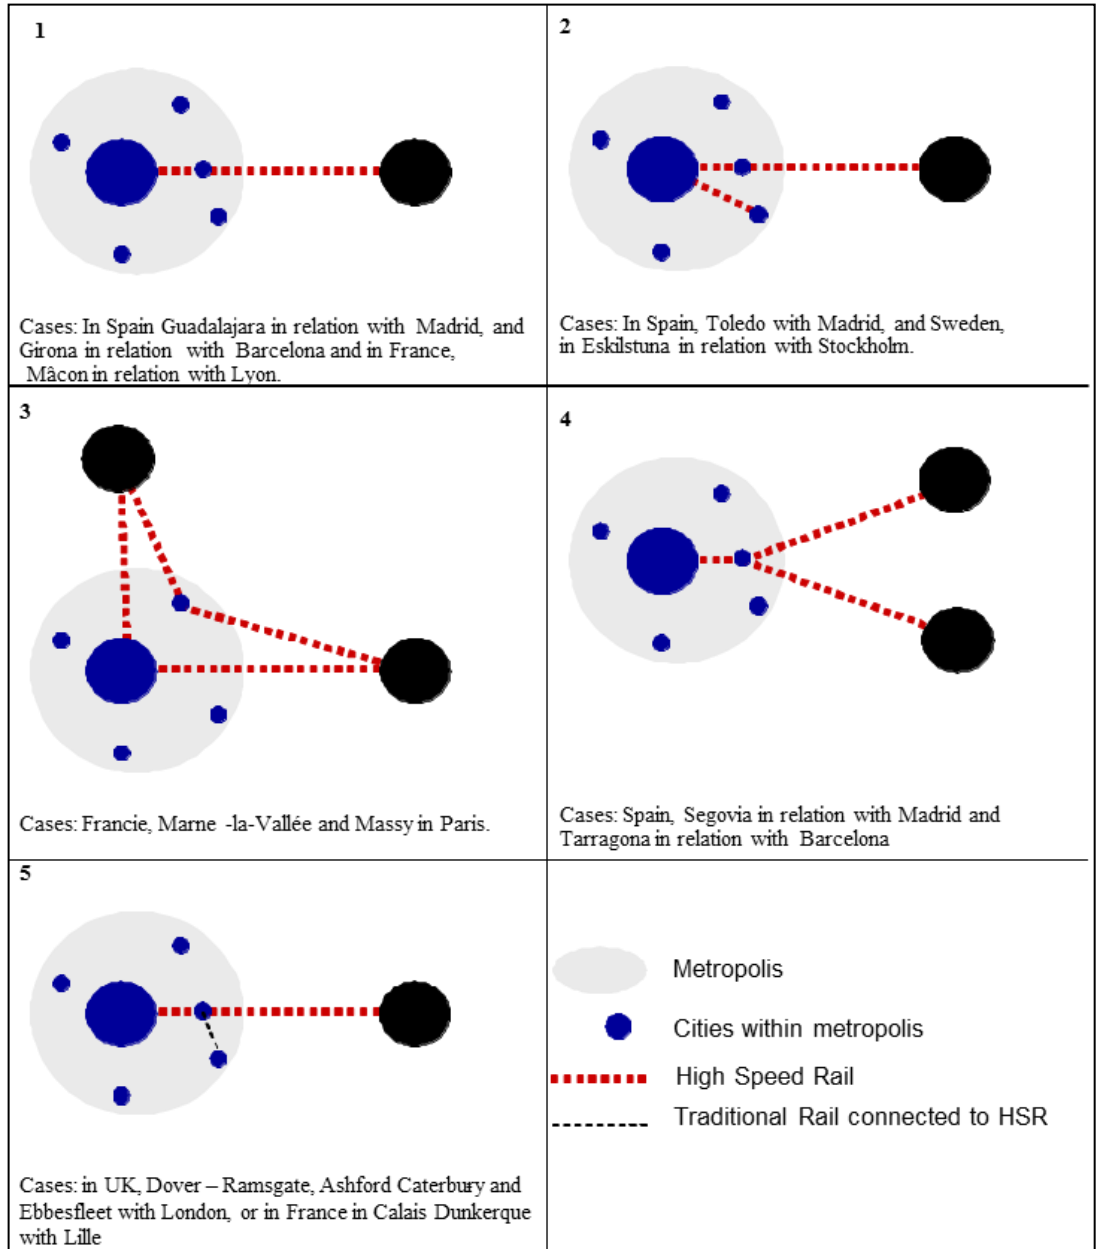 1
Cases: In Spain Guadalajara in relation with Madrid, and
Girona in relation with Barcelona and in France,
Mâcon in relation with Lyon.
2
Cases: In Spain, Toledo with Madrid, and Sweden,
in Eskilstuna in relation with Stockholm.
3
Cases: Francie, Marne -la-Vallée and Massy in Paris.
4
Cases: Spain, Segovia in relation with Madrid and
Tarragona in relation with Barcelona
5
Cases: in UK, Dover – Ramsgate, Ashford Caterbury and
Ebbesfleet with London, or in France in Calais Dunkerque
with Lille
Metropolis
Cities within metropolis
High Speed Rail
Traditional Rail connected to HSR